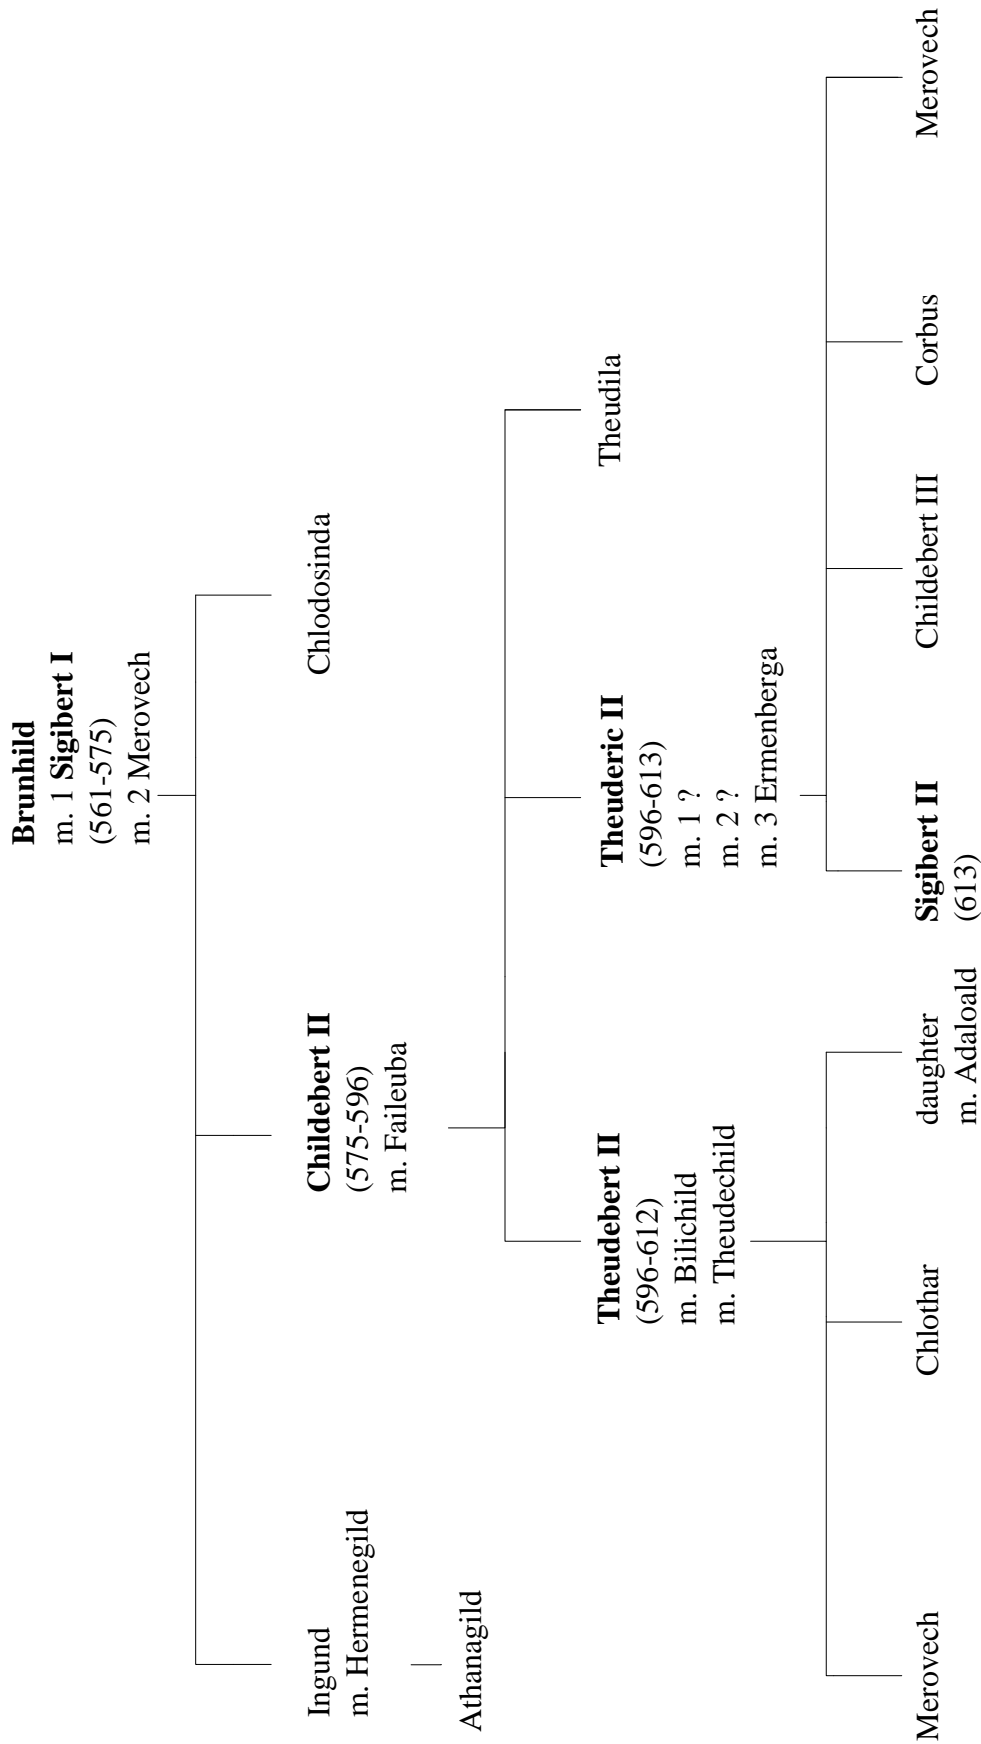 Brunhild
m. 1 Sigibert I
(561-575)
m. 2 Merovech
Ingund
m. Hermenegild
Childebert II
(575-596)
m. Faileuba
Chlodosinda
Athanagild
Theudebert II
(596-612)
m. Bilichild
m. Theudechild
Theuderic II
(596-613)
m. 1 ?
m. 2 ?
m. 3 Ermenberga
Theudila
Merovech
Chlothar
daughter
m. Adaloald
Sigibert II
(613)
Childebert III
Corbus
Merovech